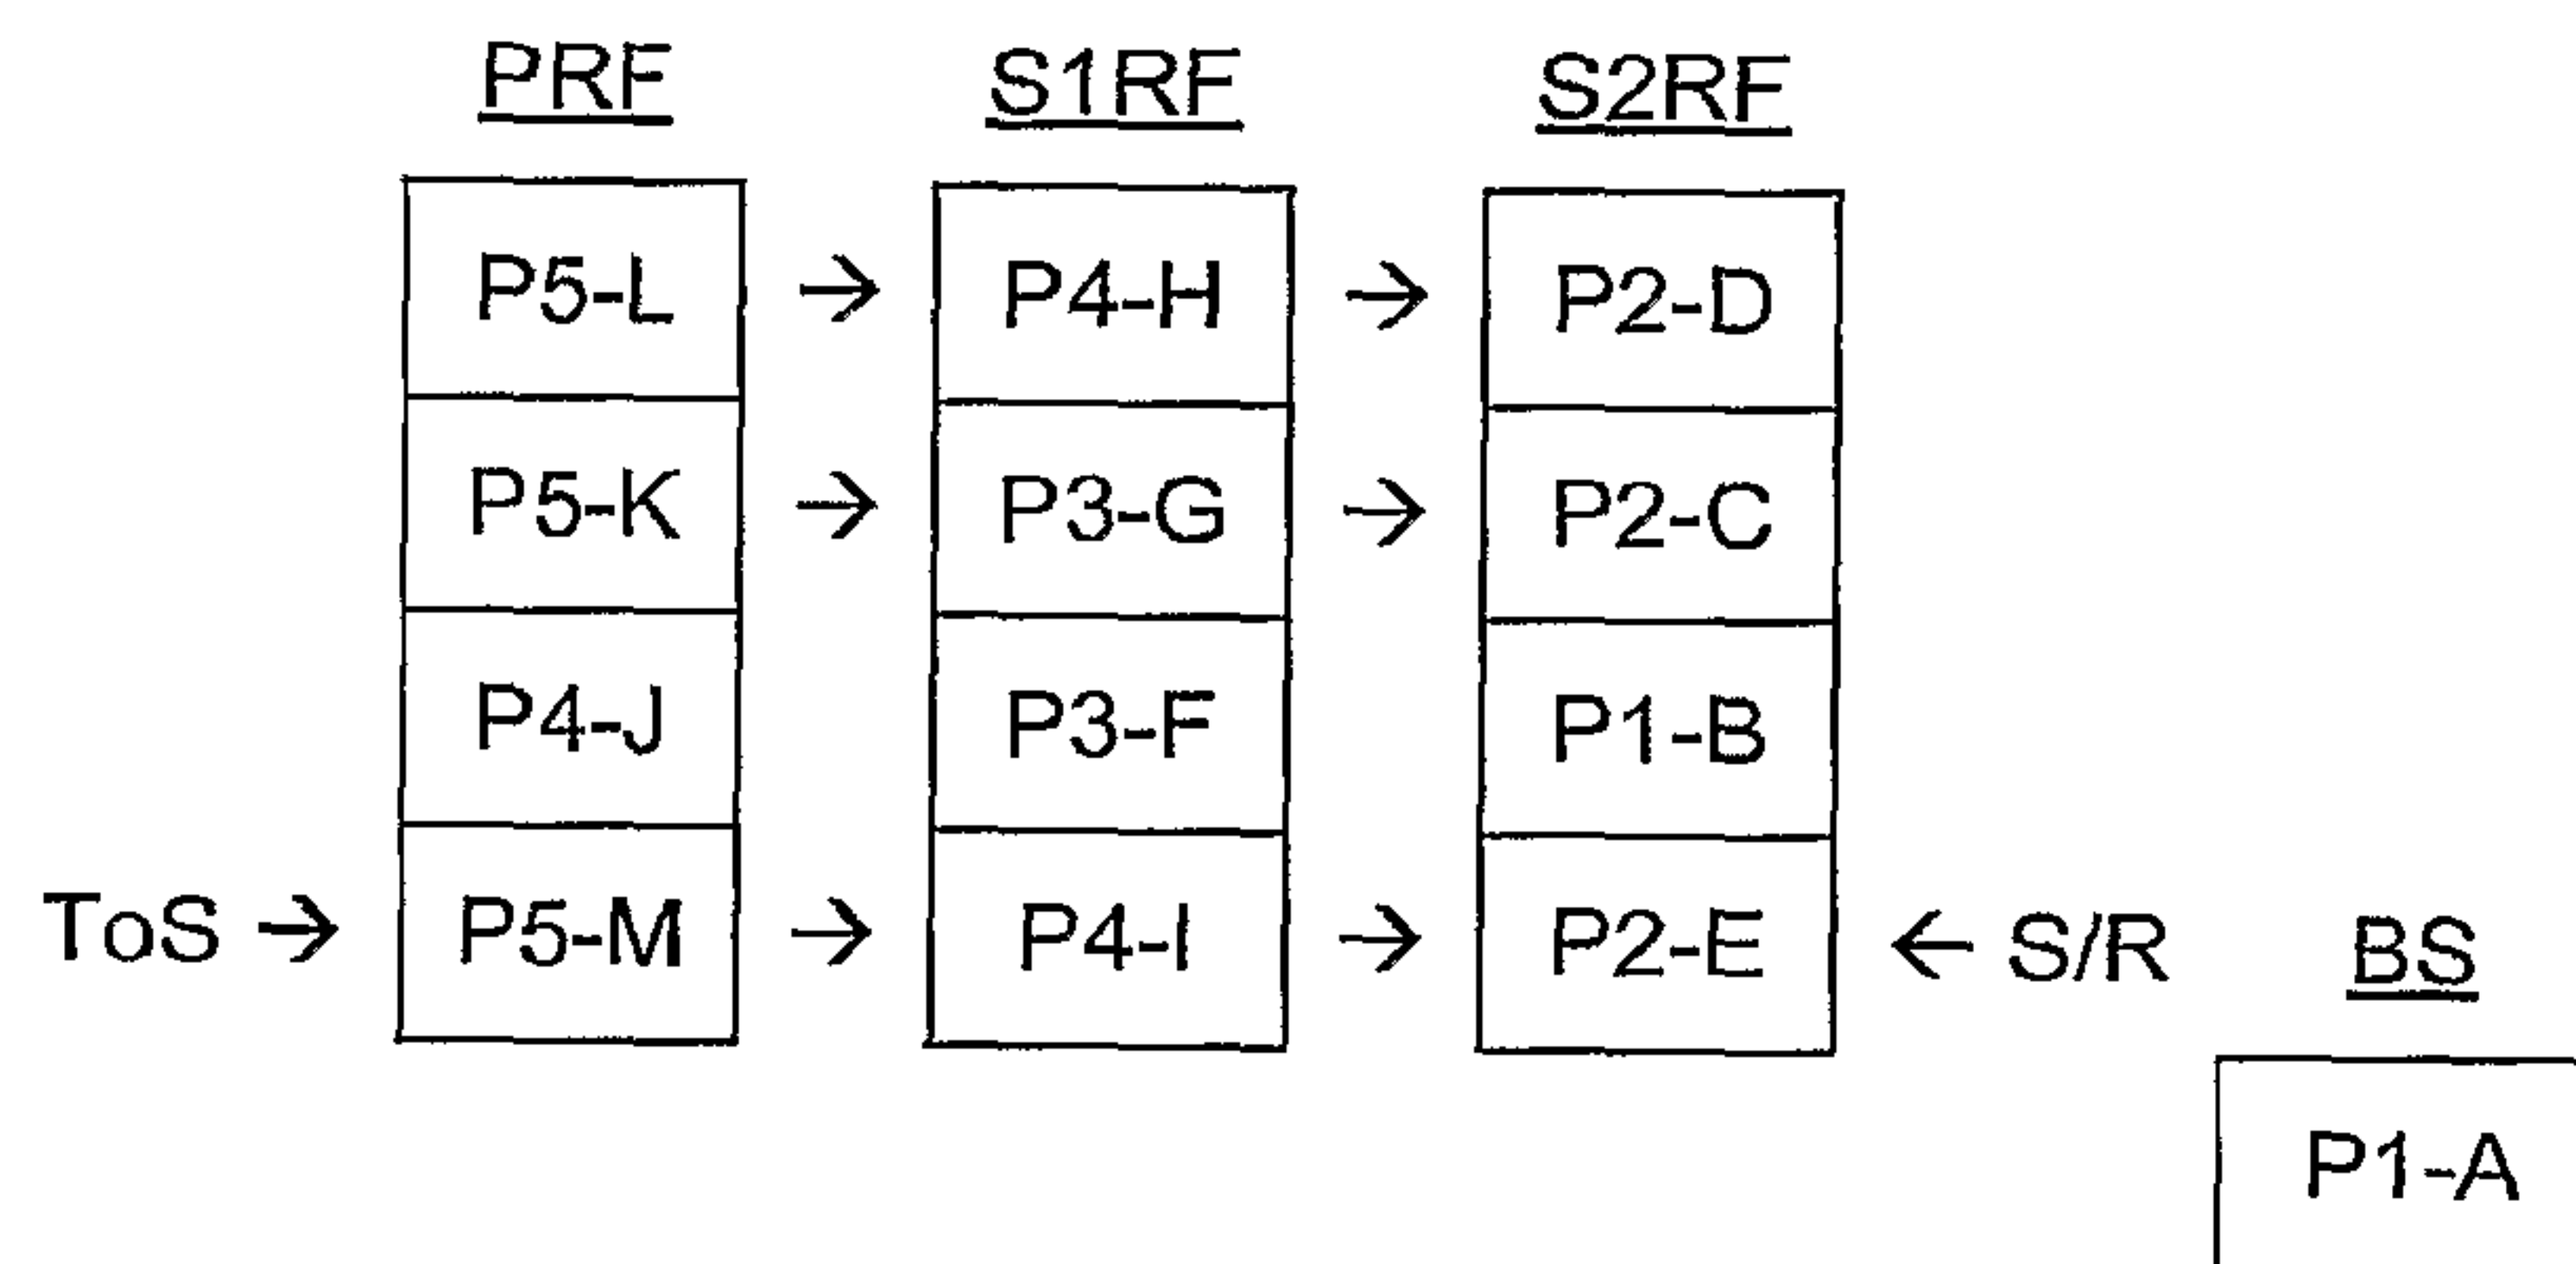 PRF S1RF S2RF
P5-L → P4-H → P2-D
P5-K → P3-G → P2-C
P4-J P3-F P1-B
ToS → P5-M → P4-I → P2-E ← S/R BS
P1-A